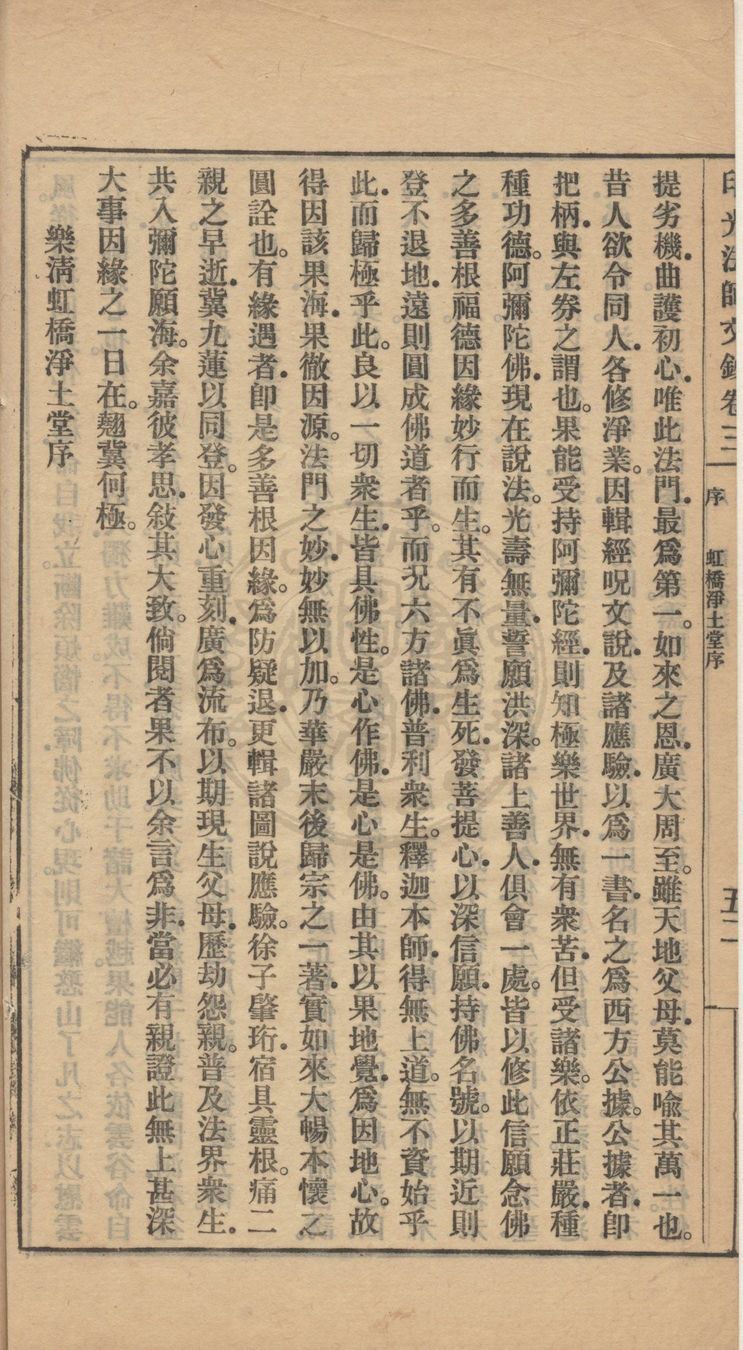 印光法師文鈔卷三 序 虹橋淨土堂序 五二
提劣機。曲護初心。唯此法門。最爲第一。如來之恩。廣大周至。雖天地父母。莫能喻其萬一也。
昔人欲令同人。各修淨業。因輯經呪文說。及諸應驗。以爲一書。名之爲西方公據。公據者。卽
把柄。與左券之謂也。果能受持阿彌陀經。則知極樂世界。無有衆苦。但受諸樂。依正莊嚴。種
種功德。阿彌陀佛。現在說法。光壽無量。誓願洪深。諸上善人。俱會一處。皆以修此信願念佛
之多善根福德因緣妙行而生。其有不眞爲生死。發菩提心。以深信願。持佛名號。以期近則
登不退地。遠則圓成佛道者乎。而況六方諸佛。普利衆生。釋迦本師。得無上道。無不資始乎
此。而歸極乎此。良以一切衆生。皆具佛性。是心作佛。是心是佛。由其以果地覺。爲因地心。故
得因該果海。果徹因源。法門之妙。妙無以加。乃華嚴末後歸宗之一著。實如來大暢本懷之
圓詮也。有緣遇者。卽是多善根因緣。爲防疑退。更輯諸圖說應驗。徐子肇珩。宿具靈根。痛二
親之早逝。冀九蓮以同登。因發心重刻。廣爲流布。以期現生父母。歷劫怨親。普及法界衆生。
共入彌陀願海。余嘉彼孝思。敍其大致。倘閱者果不以余言爲非。當必有親證此無上甚深
大事因緣之一日在。翹冀何極。
樂清虹橋淨土堂序